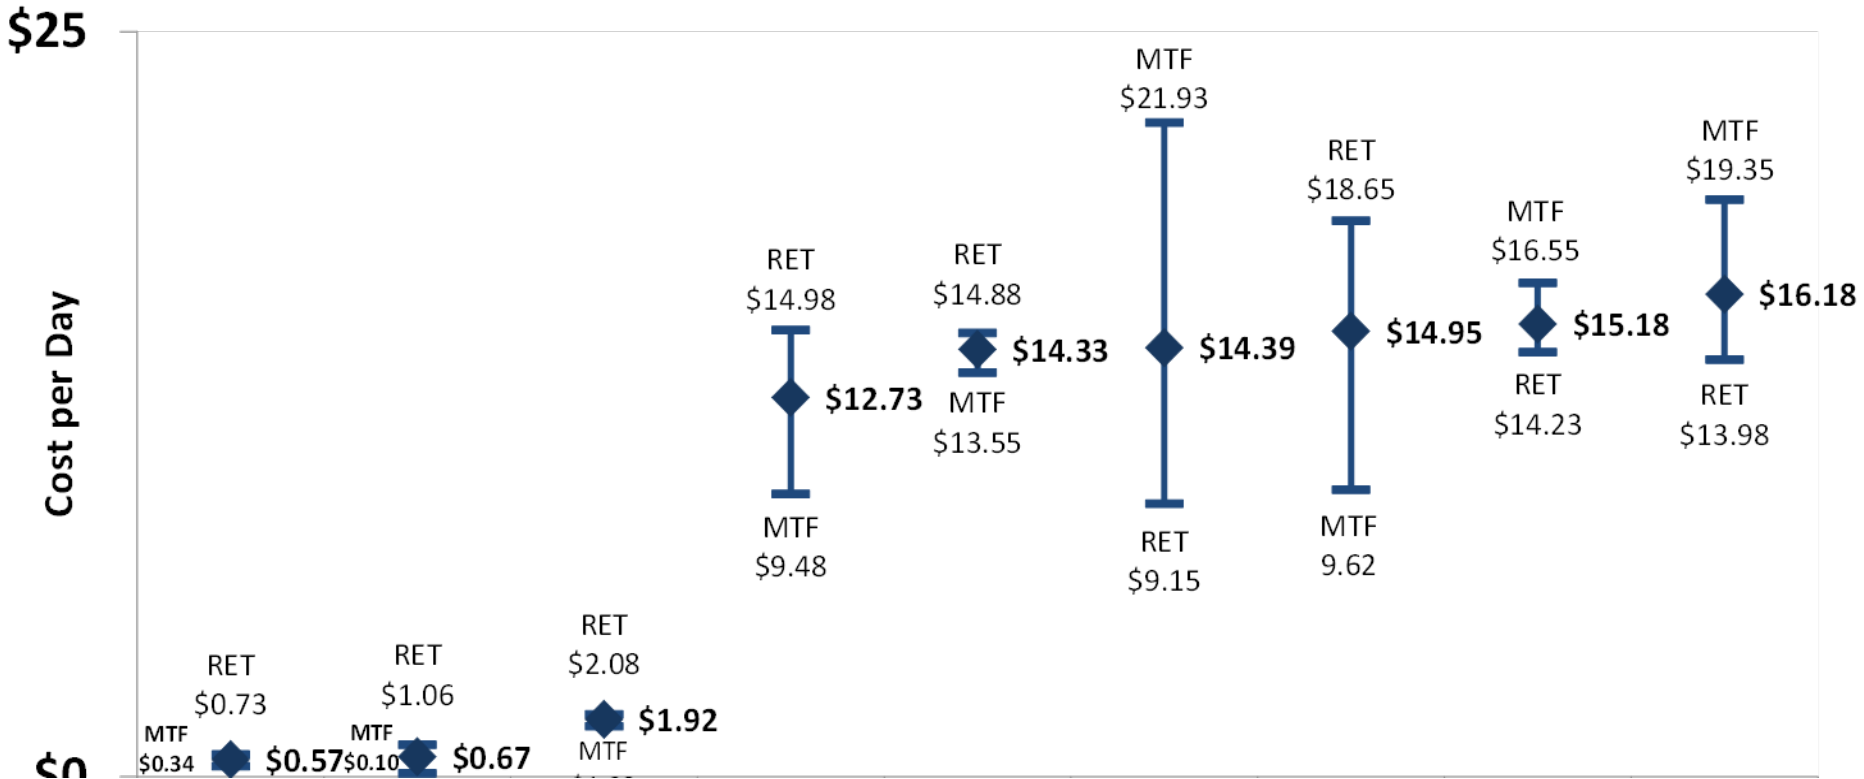 $25
MTF
$21.93
MTF
$19.35
RET
$18.65
MTF
$16.55
RET
$14.98
RET
$14.88
$16.18
$15.18
$14.95
$14.39
$14.33
$12.73
Cost per Day
MTF
$13.55
RET
$14.23
RET
$13.98
MTF
$9.48
RET
$9.15
MTF
9.62
RET
$2.08
RET
$1.06
RET
$0.73
$1.92
MTF
MTF
$0.34
$0.57
MTF
$0.10
$0.67
$0